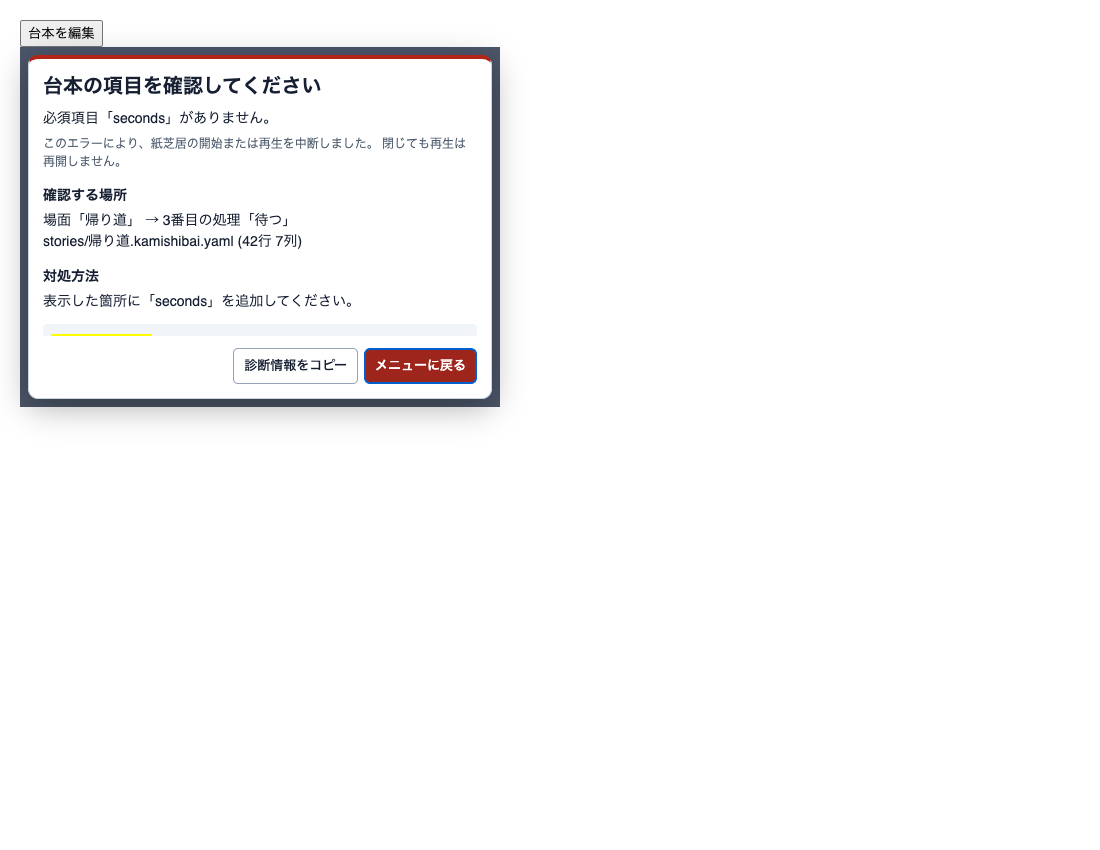 台本を編集
台本の項目を確認してください
必須項目「seconds」がありません。
このエラーにより、紙芝居の開始または再生を中断しました。 閉じても再生は
再開しません。
確認する場所
場面「帰り道」 → 3番目の処理「待つ」
stories/帰り道.kamishibai.yaml (42行 7列)
対処方法
表示した箇所に「seconds」を追加してください。
診断情報をコピー
メニューに戻る